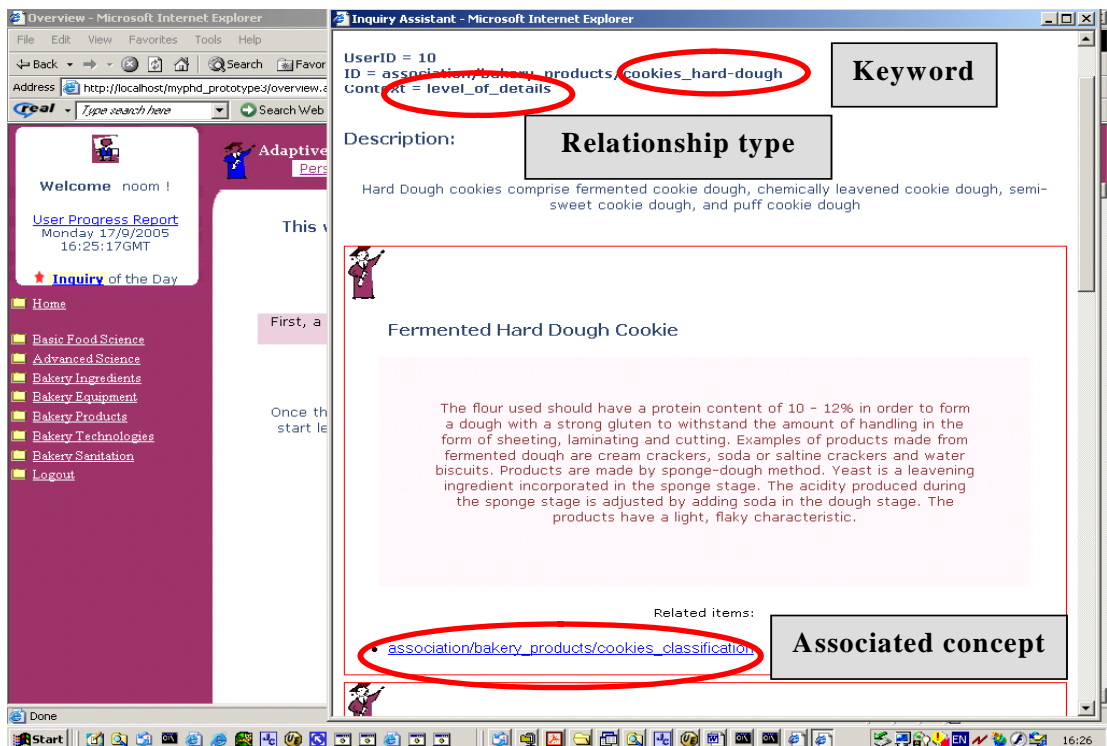 Overview - Microsoft Internet Explorer
File Edit View Favorites Tools Help
Back Search Favor
Address http://localhost/myphd_prototype3/overview.a
real Type search here Search Web
Welcome noom !
User Progress Report
Monday 17/9/2005
16:25:17GMT
Inquiry of the Day
Home
Basic Food Science
Advanced Science
Bakery Ingredients
Bakery Equipment
Bakery Products
Bakery Technologies
Bakery Sanitation
Logout
Adaptive
Pers
This
First, a
Once th
start le
Done
Inquiry Assistant - Microsoft Internet Explorer
UserID = 10
ID = association/bakery_products/cookies_hard-dough
Context = level_of_details
Keyword
Relationship type
Description:
Hard Dough cookies comprise fermented cookie dough, chemically leavened cookie dough, semi-
sweet cookie dough, and puff cookie dough
Fermented Hard Dough Cookie
The flour used should have a protein content of 10 - 12% in order to form
a dough with a strong gluten to withstand the amount of handling in the
form of sheeting, laminating and cutting. Examples of products made from
fermented dough are cream crackers, soda or saltine crackers and water
biscuits. Products are made by sponge-dough method. Yeast is a leavening
ingredient incorporated in the sponge stage. The acidity produced during
the sponge stage is adjusted by adding soda in the dough stage. The
products have a light, flaky characteristic.
Related items:
association/bakery_products/cookies_classification
Associated concept
Start EN 16:26